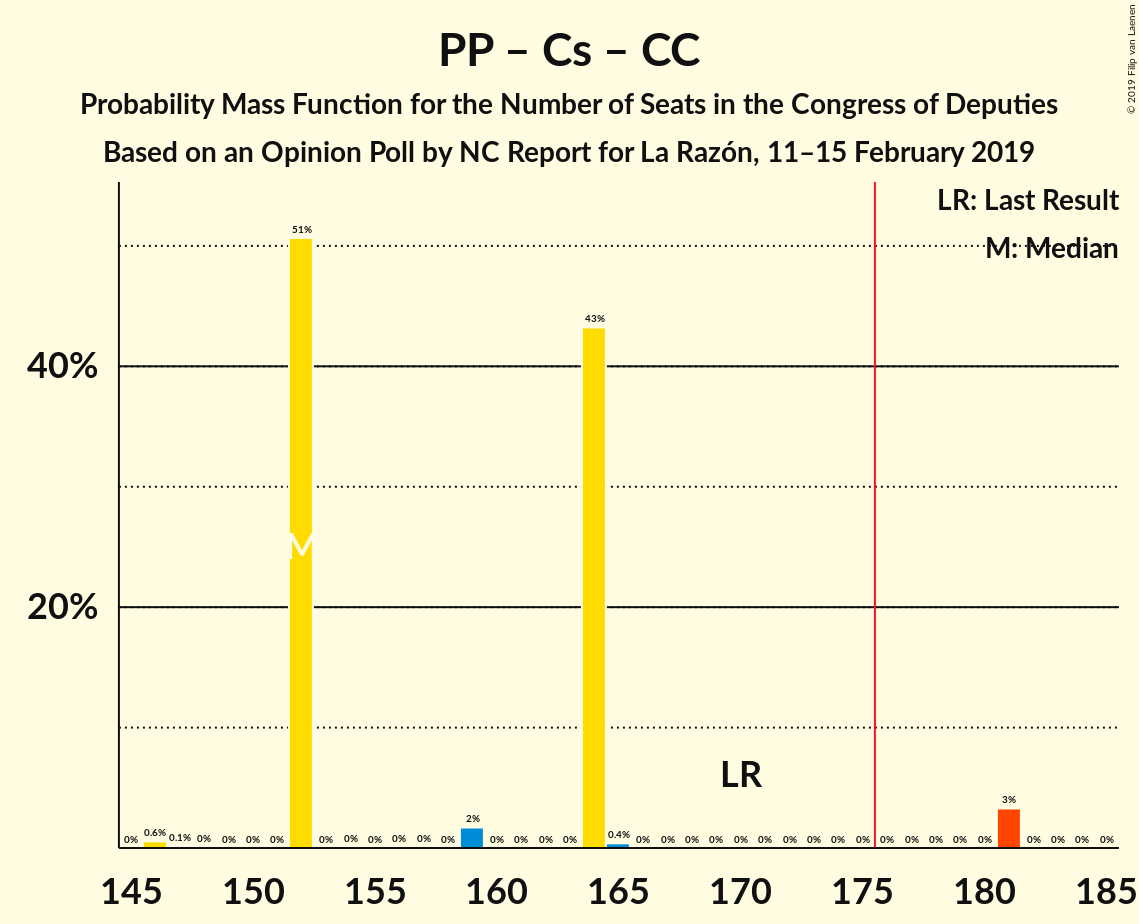 PP – Cs – CC
Probability Mass Function for the Number of Seats in the Congress of Deputies
Based on an Opinion Poll by NC Report for La Razón, 11–15 February 2019
© 2019 Filip van Laenen
LR: Last Result
M: Median
40%
20%
0% 0.6% 0.1% 0% 0% 0% 0% 51% 0% 0% 0% 0% 0% 0% 2% 0% 0% 0% 0% 43% 0.4% 0% 0% 0% 0% 0% 0% 0% 0% 0% 0% 0% 0% 0% 0% 0% 3% 0% 0% 0% 0%
M
LR
145 150 155 160 165 170 175 180 185